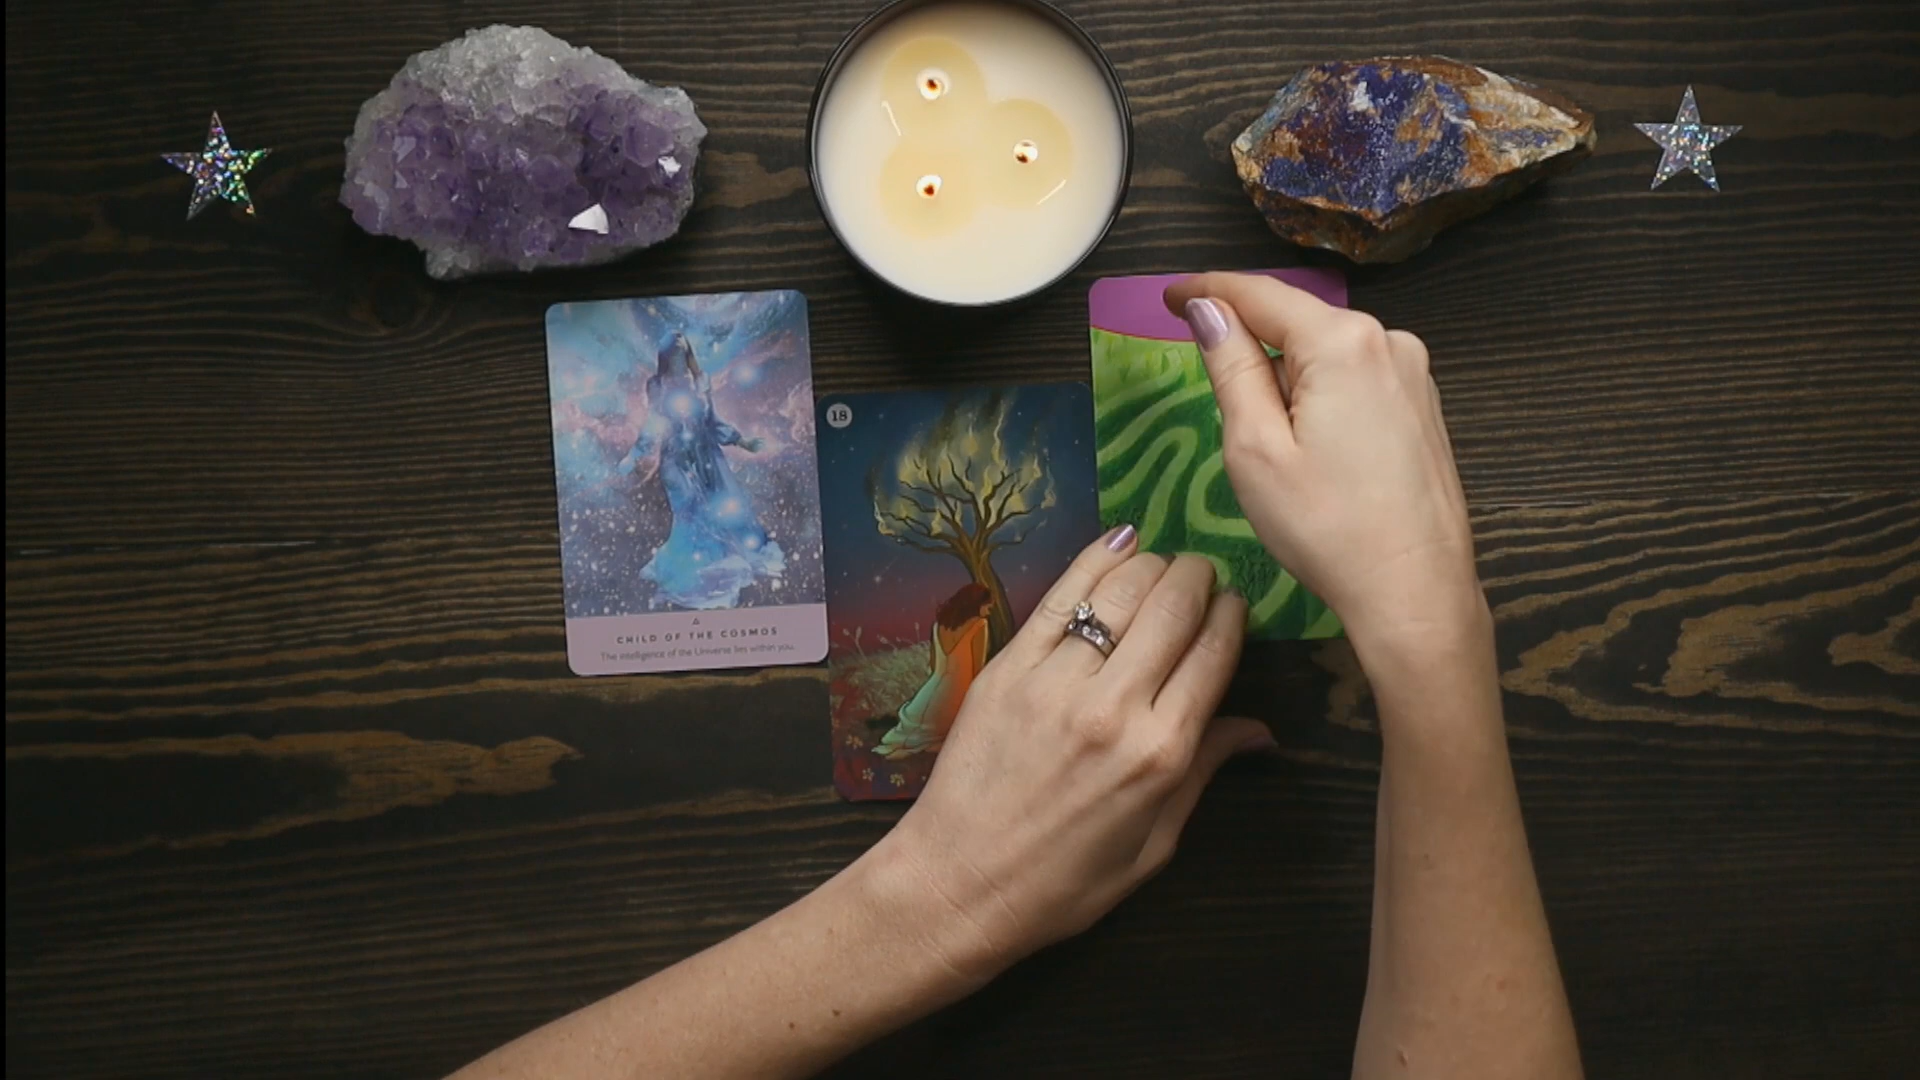 18
CHILD OF THE COSMOS
The intelligence of the Universe lies within you.